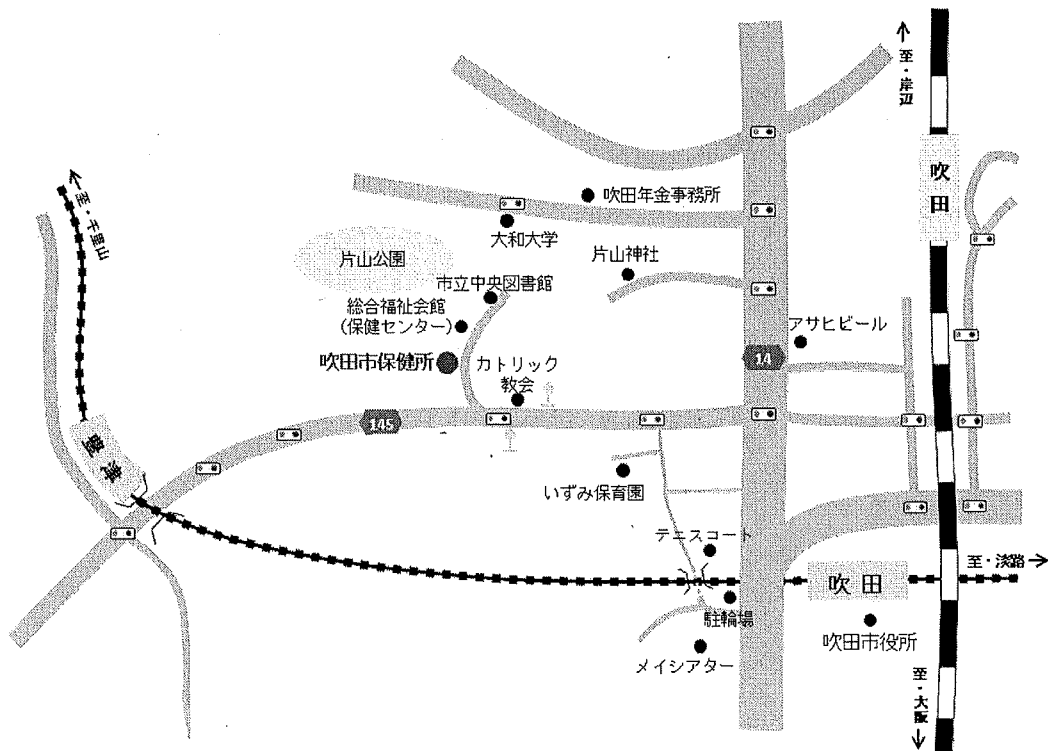 至・岸辺
吹田
至・千里山
吹田年金事務所
大和大学
片山公園
片山神社
市立中央図書館
総合福祉会館
(保健センター)
アサヒビール
吹田市保健所
カトリック
教会
14
145
豊津
いずみ保育園
テニスコート
至・淡路
吹田
駐輪場
吹田市役所
メイシアター
至・大阪